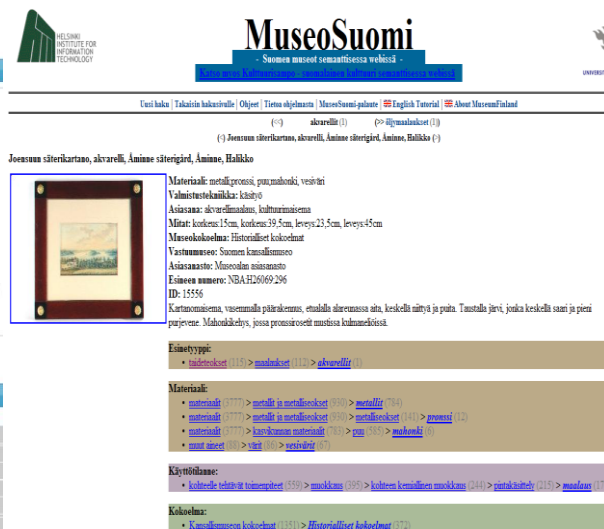 HELSINKI
INSTITUTE FOR
INFORMATION
TECHNOLOGY
MuseoSuomi
- Suomen museot semanttisessa webissä -
Katso myös Kulttuurisampo - suomalainen kulttuuri semanttisessa webissä
UNIVERSIT
Uusi haku | Takaisin hakusivulle | Ohjeet | Tietoa ohjelmasta | MuseoSuomi-palaute | English Tutorial | About MuseumFinland
(<<) akvarellit (1) (>> öljymaalaukset (1))
(<) Joensuun säterikartano, akvarelli, Åminne säterigård, Åminne, Halikko (>)
Joensuun säterikartano, akvarelli, Åminne säterigård, Åminne, Halikko
Materiaali: metalli;pronssi, puu;mahonki, vesiväri
Valmistustekniikka: käsityö
Asiasana: akvarellimaalaus, kulttuurimaisema
Mitat: korkeus:15cm, korkeus:39,5cm, leveys:23,5cm, leveys:45cm
Museokokoelma: Historialliset kokoelmat
Vastuumuseo: Suomen kansallismuseo
Asiasanasto: Museoalan asiasanasto
Esineen numero: NBA:H26069:296
ID: 15556
Kartanomaisema, vasemmalla päärakennus, etualalla alareunassa aita, keskellä niittyä ja puita. Taustalla järvi, jonka keskellä saari ja pieni
purjevene. Mahonkikehys, jossa pronssirosetit mustissa kulmaneliöissä.
Esinetyyppi:
• taideteokset (115) > maalaukset (112) > akvarellit (1)
Materiaali:
• materiaalit (3777) > metallit ja metalliseokset (930) > metallit (784)
• materiaalit (3777) > metallit ja metalliseokset (930) > metalliseokset (141) > pronssi (12)
• materiaalit (3777) > kasvikunnan materiaalit (783) > puu (585) > mahonki (6)
• muut aineet (88) > värit (86) > vesivärit (67)
Käyttötilanne:
• kohteelle tehtävät toimenpiteet (559) > muokkaus (395) > kohteen kemiallinen muokkaus (244) > pintakäsittely (215) > maalaus (17
Kokoelma:
• Kansallismuseon kokoelmat (1351) > Historialliset kokoelmat (372)